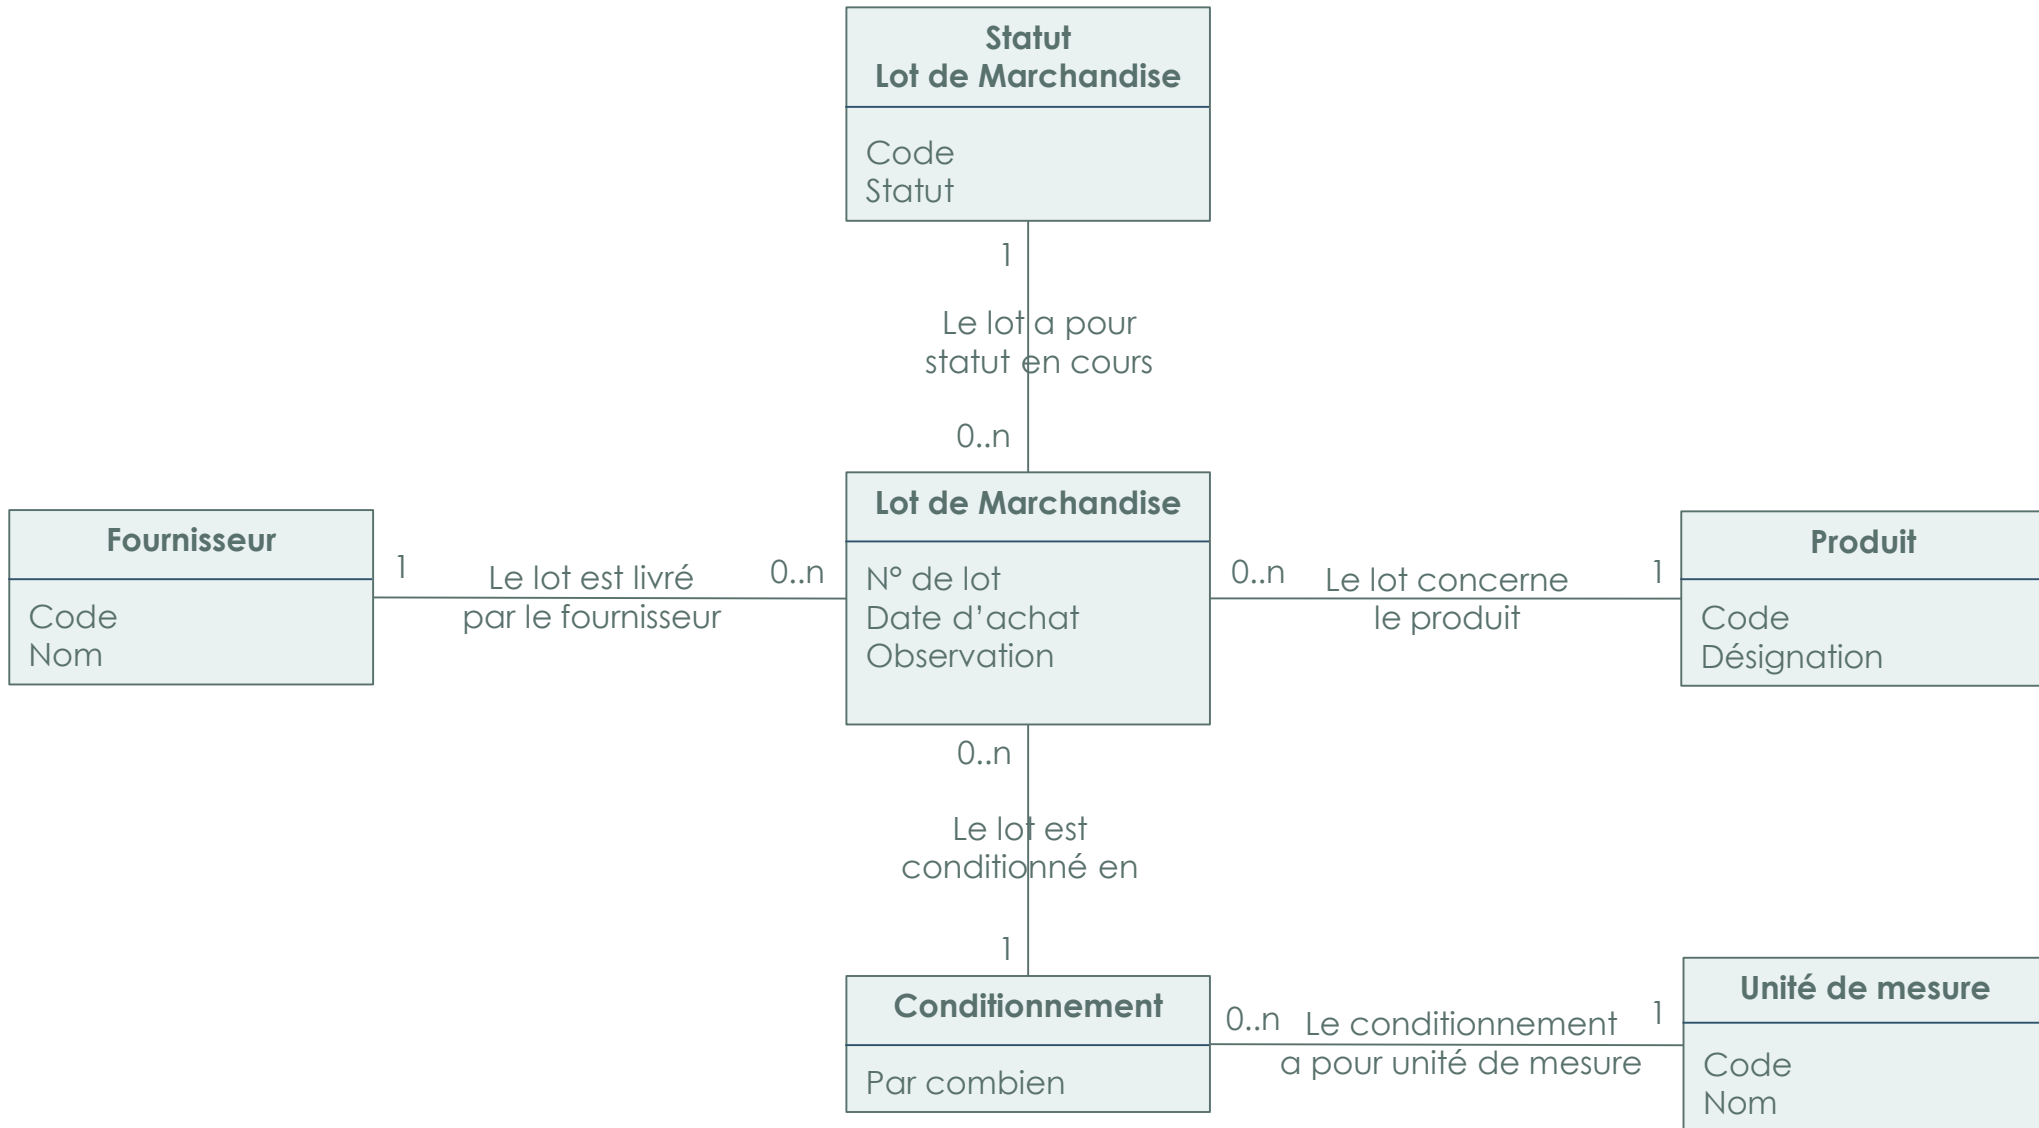 Statut
Lot de Marchandise
Code
Statut
1
Le lot a pour
statut en cours
0..n
Fournisseur
Code
Nom
1
Le lot est livré
par le fournisseur
0..n
Lot de Marchandise
N° de lot
Date d’achat
Observation
0..n
Le lot concerne
le produit
1
Produit
Code
Désignation
0..n
Le lot est
conditionné en
1
Conditionnement
Par combien
0..n
Le conditionnement
a pour unité de mesure
1
Unité de mesure
Code
Nom